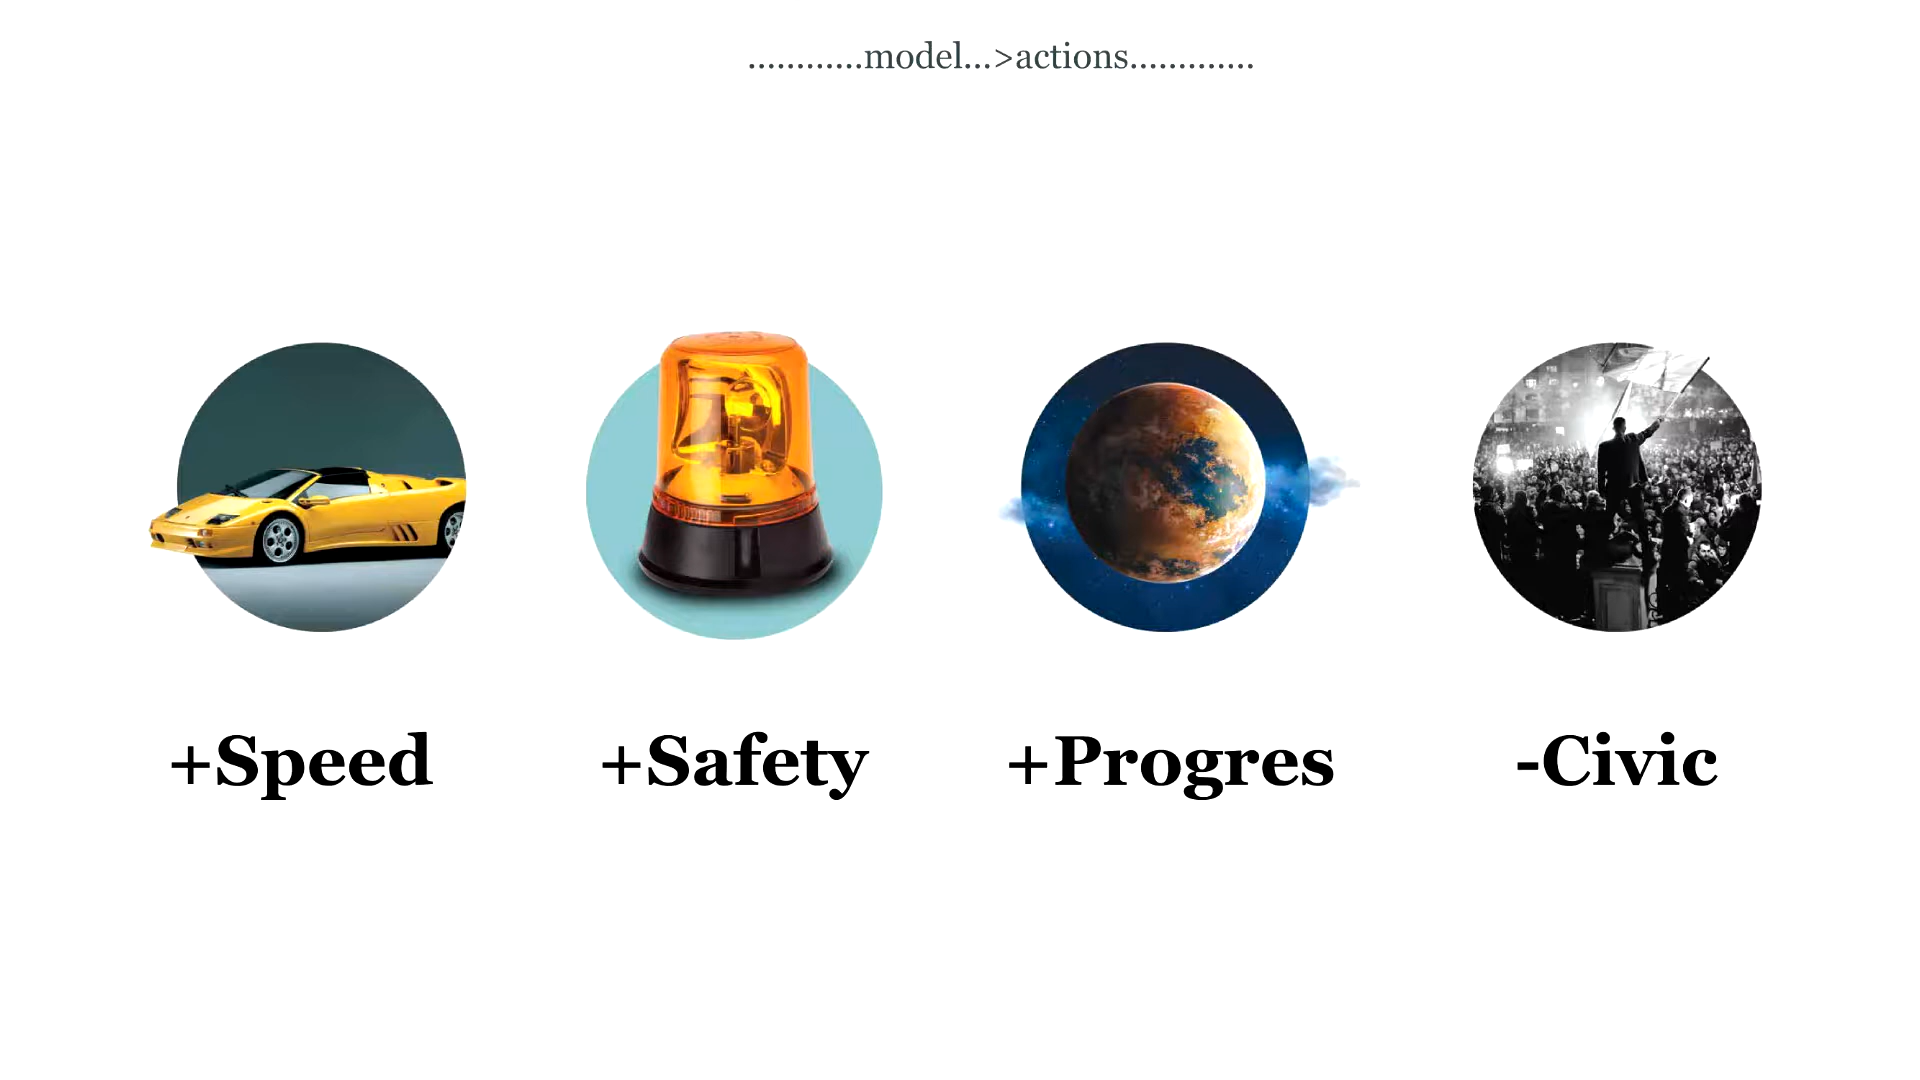 ............model...>actions.............
+Speed
+Safety
+Progres
-Civic